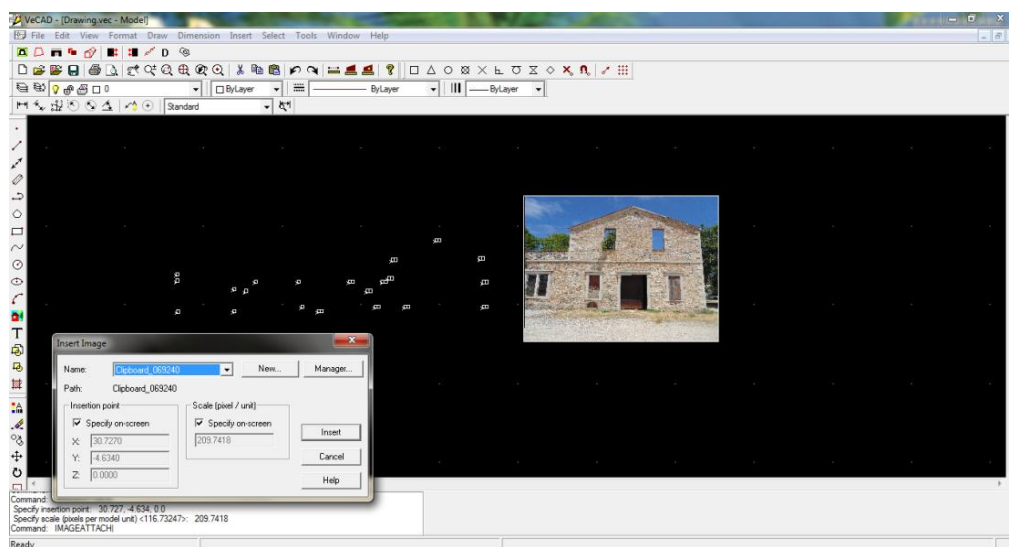 VeCAD - [Drawing.vec - Model]
File Edit View Format Draw Dimension Insert Select Tools Window Help
0 ByLayer ByLayer ByLayer
Standard
Insert Image
Name: Clipboard_069240 New... Manager...
Path: Clipboard_069240
Insertion point Scale (pixel / unit)
Specify on-screen Specify on-screen
X: 30.7270 209.7418
Y: -4.6340
Z: 0.0000
Insert
Cancel
Help
Specify insertion point: 30.727, -4.634, 0.0
Specify scale (pixels per model unit) <116.73247>: 209.7418
Command: IMAGEATTACH
Ready